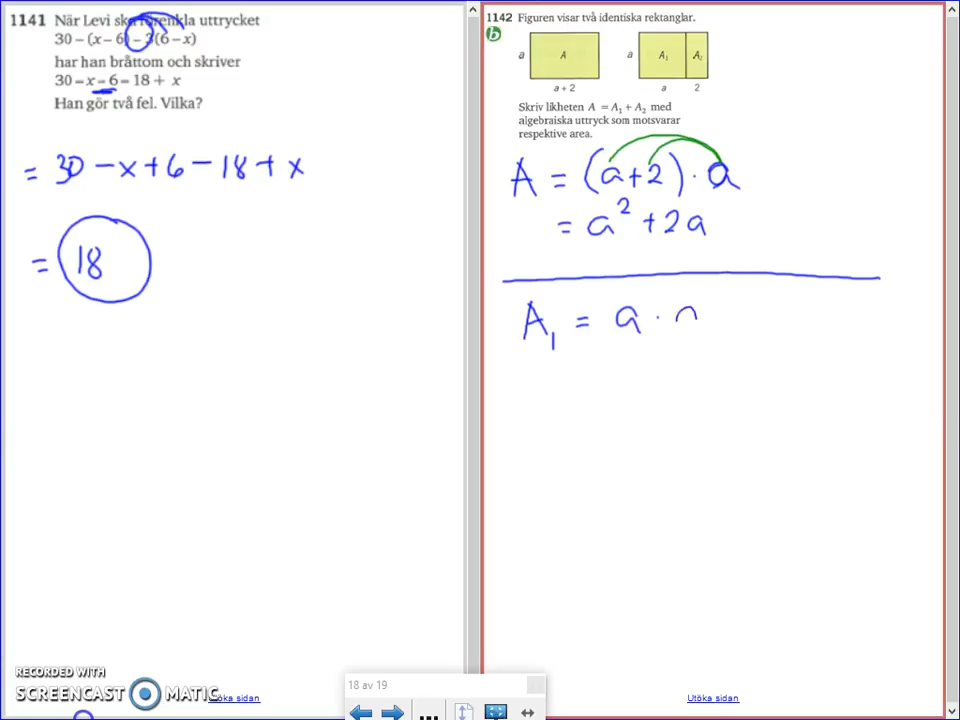 1141 När Levi ska förenkla uttrycket
30 – (x – 6) – 3(6 – x)
har han bråttom och skriver
30 – x – 6 – 18 + x
Han gör två fel. Vilka?
= 30 – x + 6 – 18 + x
= 18
1142 Figuren visar två identiska rektanglar.
b
a A a A₁ A₂
a + 2 a 2
Skriv likheten A = A₁ + A₂ med
algebraiska uttryck som motsvarar
respektive area.
A = (a + 2) · a
= a² + 2a
A₁ = a ·
RECORDED WITH
SCREENCAST MATIC
Utöka sidan
18 av 19
Utöka sidan